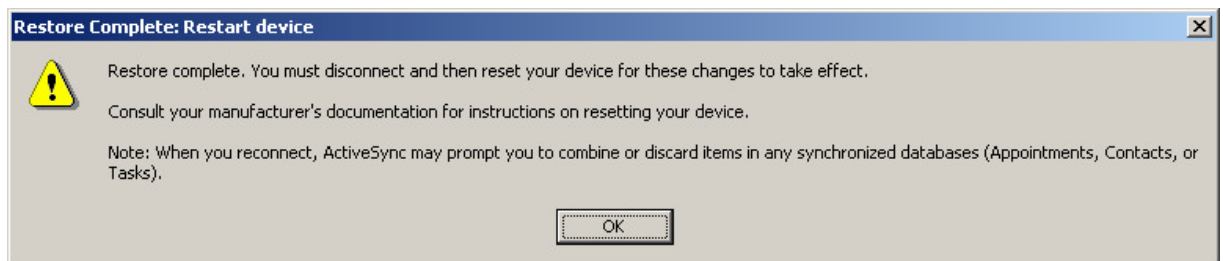 Restore Complete: Restart device
Restore complete. You must disconnect and then reset your device for these changes to take effect.
Consult your manufacturer's documentation for instructions on resetting your device.
Note: When you reconnect, ActiveSync may prompt you to combine or discard items in any synchronized databases (Appointments, Contacts, or
Tasks).
OK